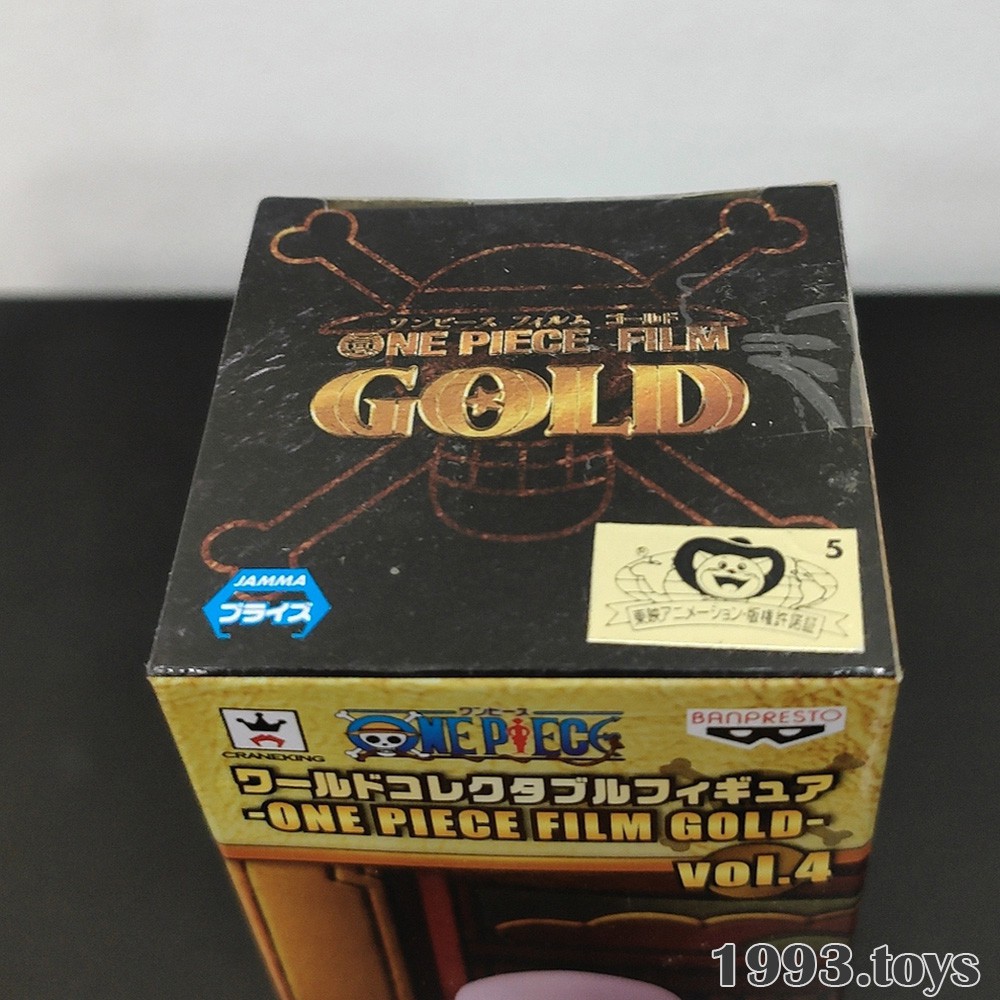 ワンピース フィルム ゴールド
ONE PIECE FILM
GOLD
5
東映アニメーション・版権許諾証
JAMMA
プライズ
CRANEKING
ワンピース
ONE PIECE
BANPRESTO
ワールドコレクタブルフィギュア
-ONE PIECE FILM GOLD-
vol.4
1993.toys